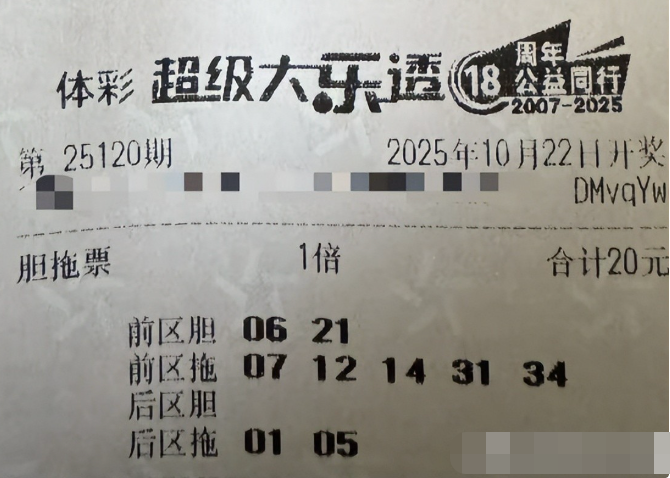 体彩 超级大乐透 18 周年 公益同行 2007-2025
第 25120期 2025年10月22日开奖
DMvqYw
胆拖票 1倍 合计20元
前区胆 06 21
前区拖 07 12 14 31 34
后区胆
后区拖 01 05